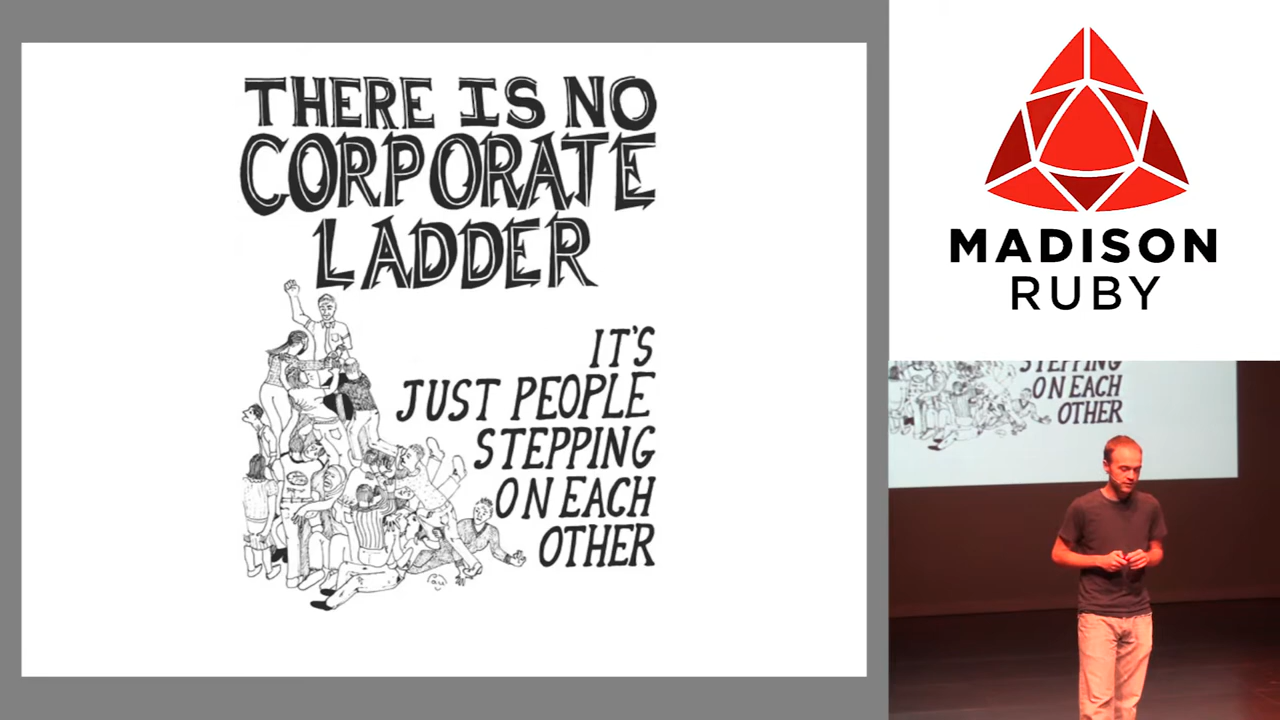 THERE IS NO
CORPORATE
LADDER
IT'S
JUST PEOPLE
STEPPING
ON EACH
OTHER
MADISON
RUBY
STEPPING
ON EACH
OTHER